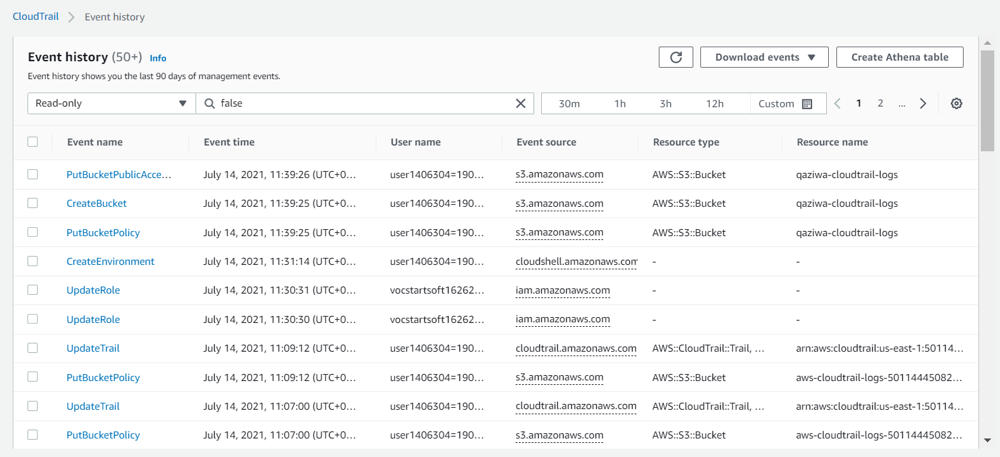 CloudTrail > Event history
Event history (50+) Info
Download events
Create Athena table
Event history shows you the last 90 days of management events.
Read-only false 30m 1h 3h 12h Custom 1 2 ...
Event name Event time User name Event source Resource type Resource name
PutBucketPublicAcce... July 14, 2021, 11:39:26 (UTC+0... user1406304=190... s3.amazonaws.com AWS::S3::Bucket qaziwa-cloudtrail-logs
CreateBucket July 14, 2021, 11:39:25 (UTC+0... user1406304=190... s3.amazonaws.com AWS::S3::Bucket qaziwa-cloudtrail-logs
PutBucketPolicy July 14, 2021, 11:39:25 (UTC+0... user1406304=190... s3.amazonaws.com AWS::S3::Bucket qaziwa-cloudtrail-logs
CreateEnvironment July 14, 2021, 11:31:14 (UTC+0... user1406304=190... cloudshell.amazonaws.com - -
UpdateRole July 14, 2021, 11:30:31 (UTC+0... vocstartsoft16262... iam.amazonaws.com - -
UpdateRole July 14, 2021, 11:30:30 (UTC+0... vocstartsoft16262... iam.amazonaws.com - -
UpdateTrail July 14, 2021, 11:09:12 (UTC+0... user1406304=190... cloudtrail.amazonaws.com AWS::CloudTrail::Trail, ... arn:aws:cloudtrail:us-east-1:50114...
PutBucketPolicy July 14, 2021, 11:09:12 (UTC+0... user1406304=190... s3.amazonaws.com AWS::S3::Bucket aws-cloudtrail-logs-50114445082...
UpdateTrail July 14, 2021, 11:07:00 (UTC+0... user1406304=190... cloudtrail.amazonaws.com AWS::CloudTrail::Trail, ... arn:aws:cloudtrail:us-east-1:50114...
PutBucketPolicy July 14, 2021, 11:07:00 (UTC+0... user1406304=190... s3.amazonaws.com AWS::S3::Bucket aws-cloudtrail-logs-50114445082...